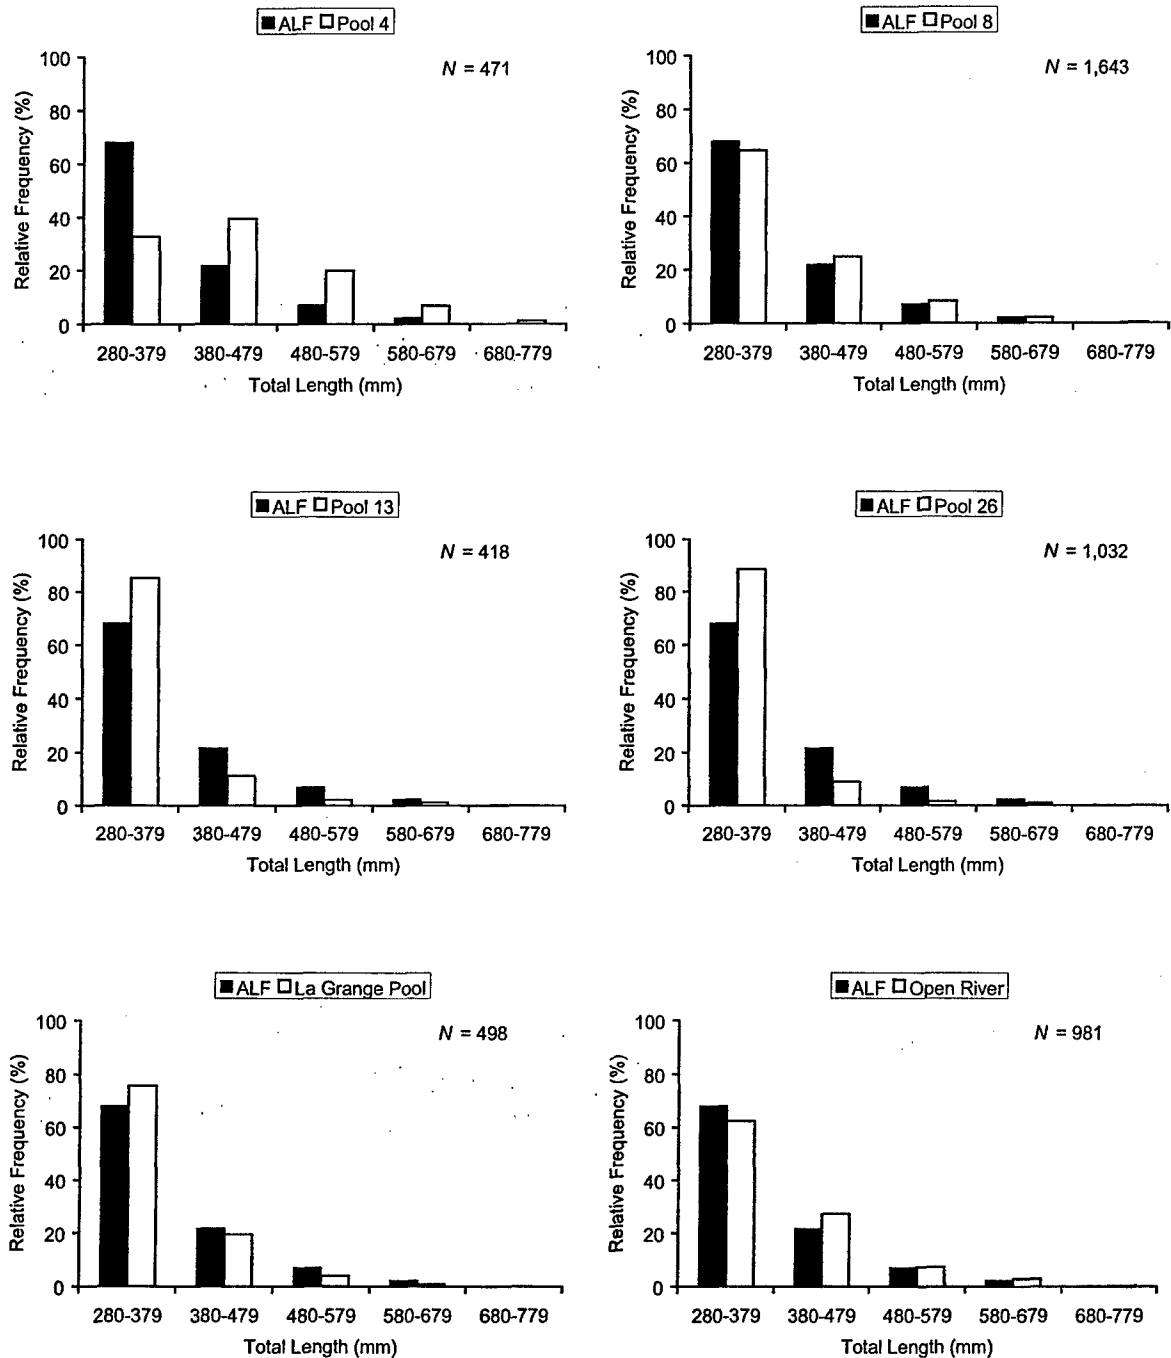 ALF Pool 4
N = 471
Relative Frequency (%)
100
80
60
40
20
0
280-379 380-479 480-579 580-679 680-779
Total Length (mm)
ALF Pool 8
N = 1,643
Relative Frequency (%)
100
80
60
40
20
0
280-379 380-479 480-579 580-679 680-779
Total Length (mm)
ALF Pool 13
N = 418
Relative Frequency (%)
100
80
60
40
20
0
280-379 380-479 480-579 580-679 680-779
Total Length (mm)
ALF Pool 26
N = 1,032
Relative Frequency (%)
100
80
60
40
20
0
280-379 380-479 480-579 580-679 680-779
Total Length (mm)
ALF La Grange Pool
N = 498
Relative Frequency (%)
100
80
60
40
20
0
280-379 380-479 480-579 580-679 680-779
Total Length (mm)
ALF Open River
N = 981
Relative Frequency (%)
100
80
60
40
20
0
280-379 380-479 480-579 580-679 680-779
Total Length (mm)